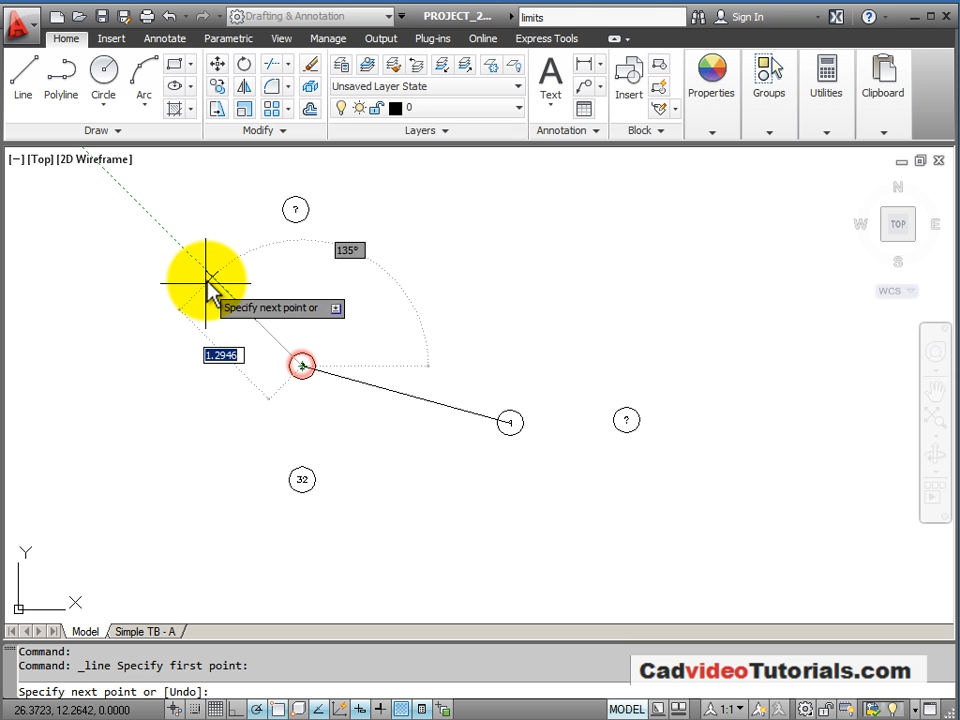 Drafting & Annotation
PROJECT_2...
limits
Sign In
Home Insert Annotate Parametric View Manage Output Plug-ins Online Express Tools
Line Polyline Circle Arc
Unsaved Layer State
0
Text Insert Properties Groups Utilities Clipboard
Draw Modify Layers Annotation Block
[−] [Top] [2D Wireframe]
N
W TOP E
S
WCS
?
135°
Specify next point or
1.2946
?
32
Y
X
Model Simple TB - A
Command:
Command: _line Specify first point:
Specify next point or [Undo]:
CadvideoTutorials.com
26.3723, 12.2642, 0.0000
MODEL
1:1